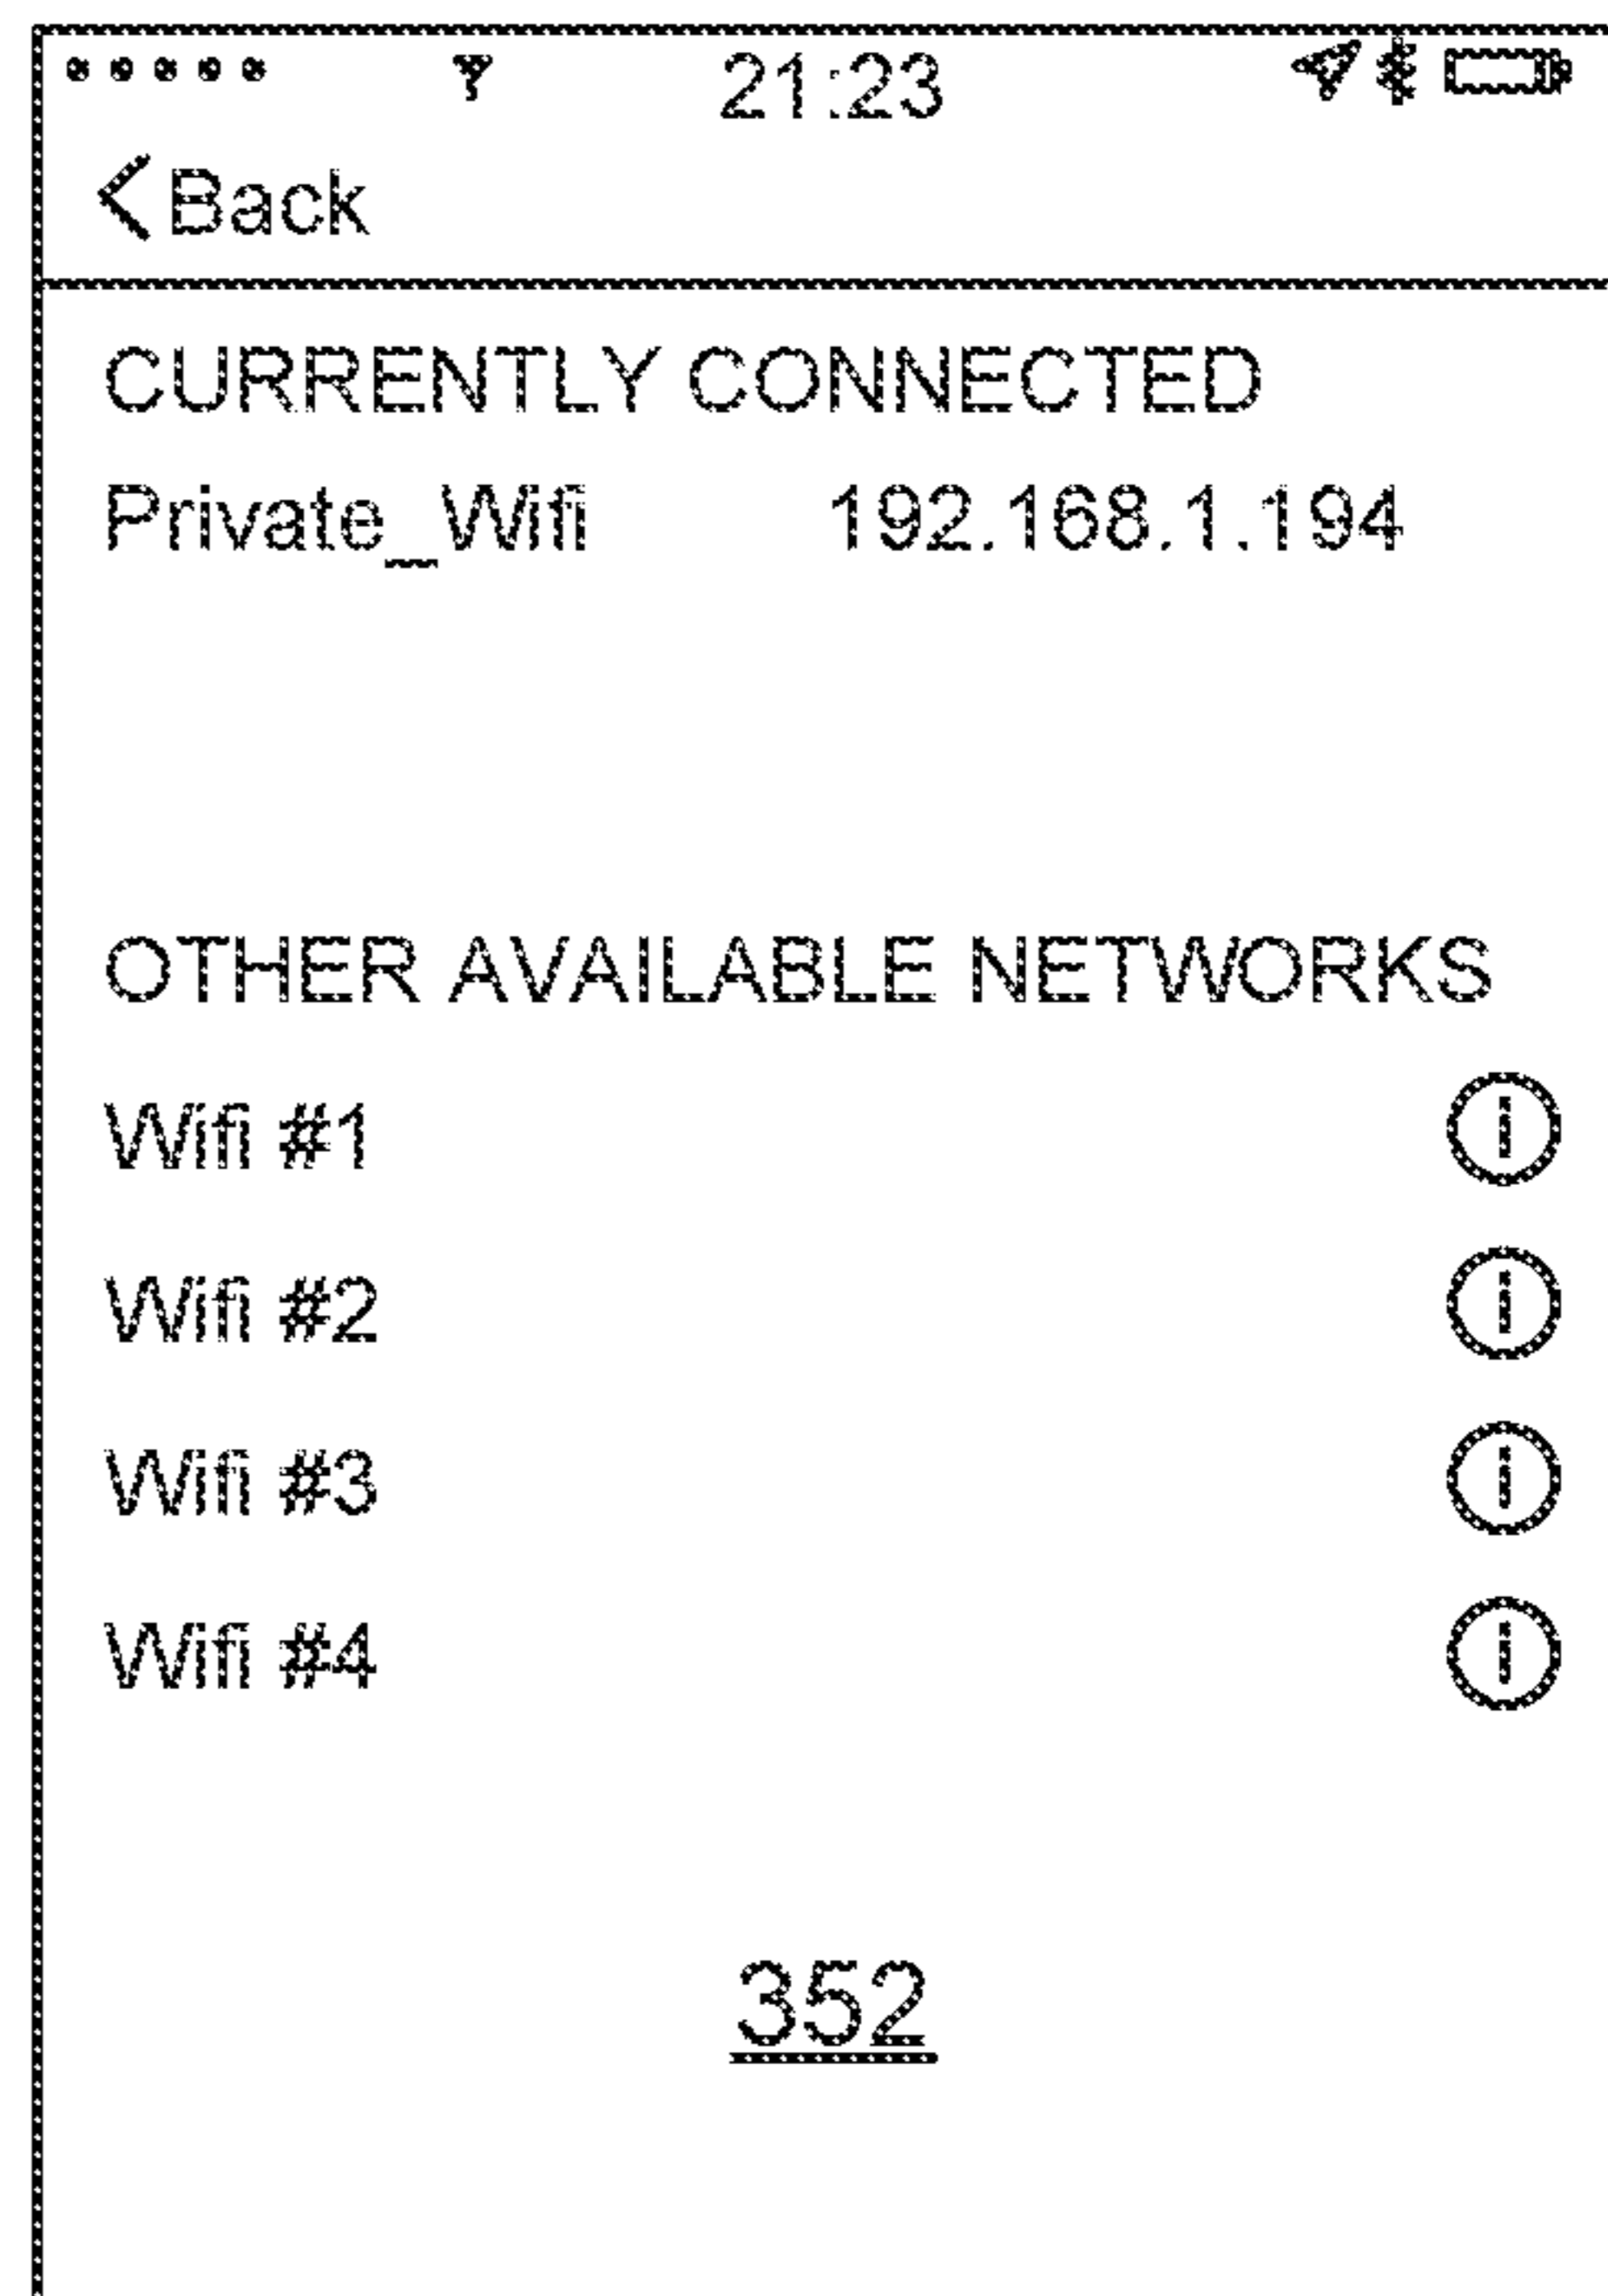 21:23
<Back
CURRENTLY CONNECTED
Private_Wifi 192.168.1.194
OTHER AVAILABLE NETWORKS
Wifi #1
Wifi #2
Wifi #3
Wifi #4
352